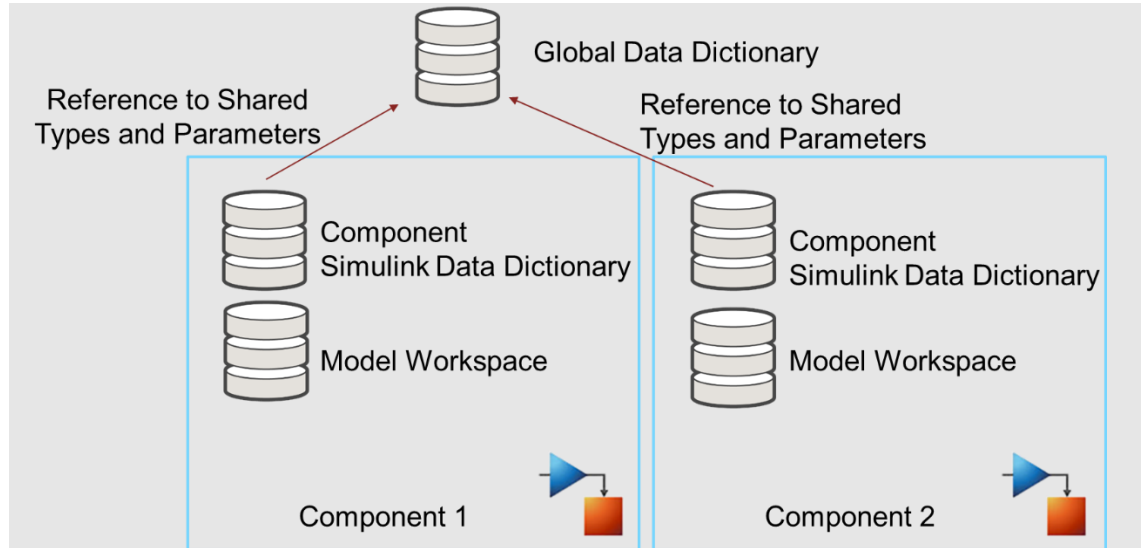 Global Data Dictionary
Reference to Shared
Types and Parameters
Reference to Shared
Types and Parameters
Component
Simulink Data Dictionary
Model Workspace
Component 1
Component
Simulink Data Dictionary
Model Workspace
Component 2